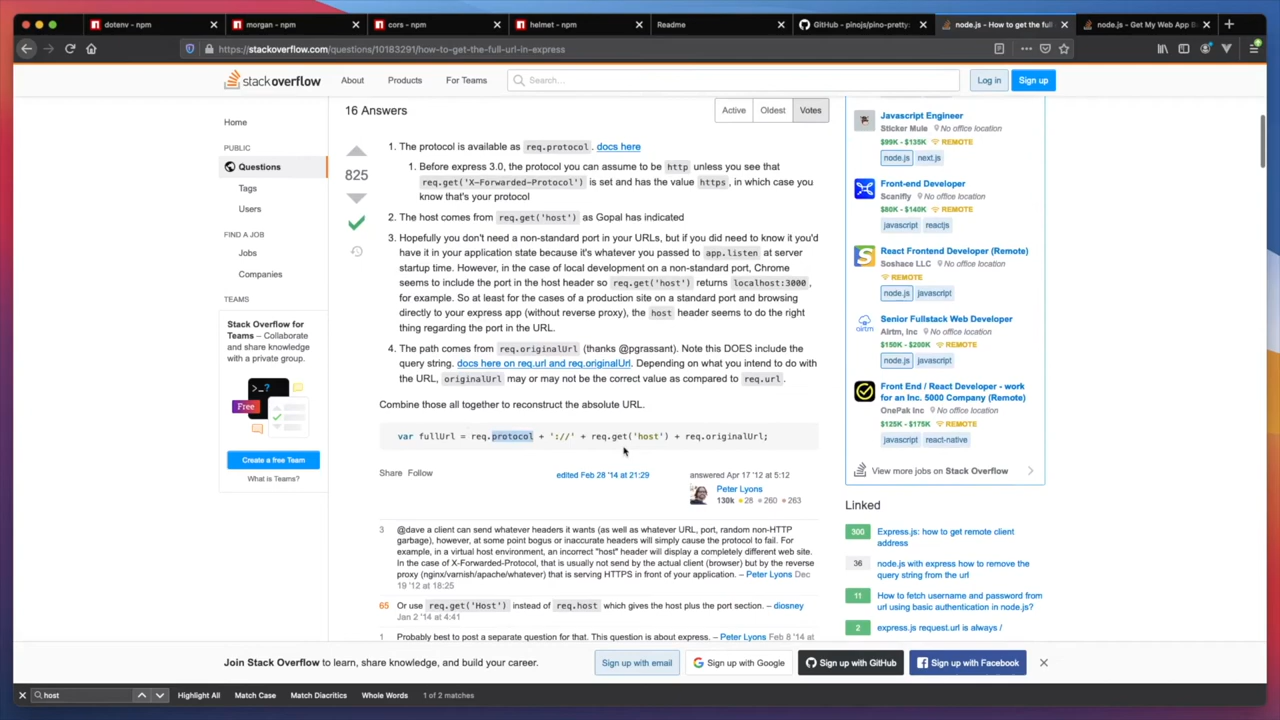 dotenv - npm
morgan - npm
cors - npm
helmet - npm
Readme
GitHub - pinojs/pino-pretty:
node.js - How to get the full
node.js - Get My Web App
https://stackoverflow.com/questions/10183291/how-to-get-the-full-url-in-express
stackoverflow
About
Products
For Teams
Search...
Log in
Sign up
Home
PUBLIC
Questions
Tags
Users
FIND A JOB
Jobs
Companies
TEAMS
Stack Overflow for
Teams – Collaborate
and share knowledge
with a private group.
Free
Create a free Team
What is Teams?
16 Answers
Active
Oldest
Votes
825
1. The protocol is available as req.protocol. docs here
1. Before express 3.0, the protocol you can assume to be http unless you see that
req.get('X-Forwarded-Protocol') is set and has the value https, in which case you
know that's your protocol
2. The host comes from req.get('host') as Gopal has indicated
3. Hopefully you don't need a non-standard port in your URLs, but if you did need to know it you'd
have it in your application state because it's whatever you passed to app.listen at server
startup time. However, in the case of local development on a non-standard port, Chrome
seems to include the port in the host header so req.get('host') returns localhost:3000,
for example. So at least for the cases of a production site on a standard port and browsing
directly to your express app (without reverse proxy), the host header seems to do the right
thing regarding the port in the URL.
4. The path comes from req.originalUrl (thanks @pgrassant). Note this DOES include the
query string. docs here on req.url and req.originalUrl. Depending on what you intend to do with
the URL, originalUrl may or may not be the correct value as compared to req.url.
Combine those all together to reconstruct the absolute URL.
var fullUrl = req.protocol + '://' + req.get('host') + req.originalUrl;
Share Follow
edited Feb 28 '14 at 21:29
answered Apr 17 '12 at 5:12
Peter Lyons
130k 28 260 263
3 @dave a client can send whatever headers it wants (as well as whatever URL, port, random non-HTTP
garbage), however, at some point bogus or inaccurate headers will simply cause the protocol to fail. For
example, in a virtual host environment, an incorrect "host" header will display a completely different web site.
In the case of X-Forwarded-Protocol, that is usually not send by the actual client (browser) but by the reverse
proxy (nginx/varnish/apache/whatever) that is serving HTTPS in front of your application. – Peter Lyons Dec
19 '12 at 18:25
65 Or use req.get('Host') instead of req.host which gives the host plus the port section. – diosney
Jan 2 '14 at 4:41
1 Probably best to post a separate question for that. This question is about express. – Peter Lyons Feb 8 '14 at
Javascript Engineer
Sticker Mule No office location
$99K - $135K REMOTE
node.js next.js
Front-end Developer
Scanifly No office location
$80K - $140K REMOTE
javascript reactjs
React Frontend Developer (Remote)
Soshace LLC No office location
REMOTE
node.js javascript
Senior Fullstack Web Developer
Airtm, Inc No office location
$150K - $200K REMOTE
node.js javascript
Front End / React Developer - work
for an Inc. 5000 Company (Remote)
OnePak Inc No office location
$125K - $175K REMOTE
javascript react-native
View more jobs on Stack Overflow
Linked
300 Express.js: how to get remote client
address
36 node.js with express how to remove the
query string from the url
11 How to fetch username and password from
url using basic authentication in node.js?
2 express.js request.url is always /
Join Stack Overflow to learn, share knowledge, and build your career.
Sign up with email
Sign up with Google
Sign up with GitHub
Sign up with Facebook
host
Highlight All
Match Case
Match Diacritics
Whole Words
1 of 2 matches